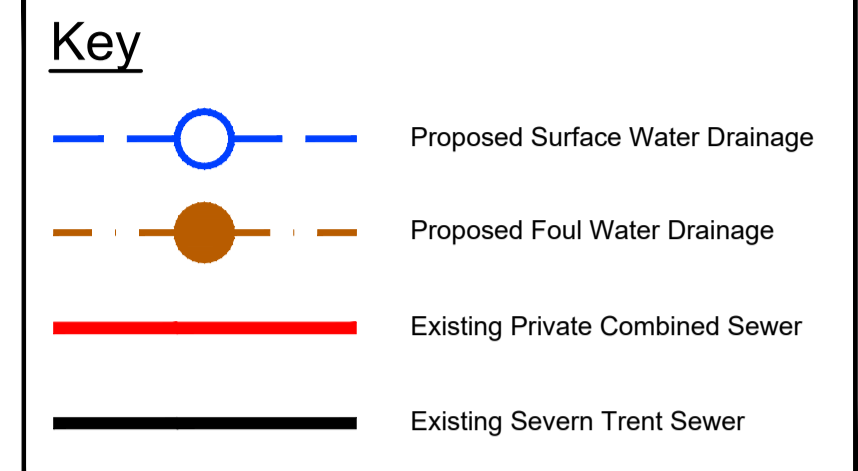 Key
Proposed Surface Water Drainage
Proposed Foul Water Drainage
Existing Private Combined Sewer
Existing Severn Trent Sewer